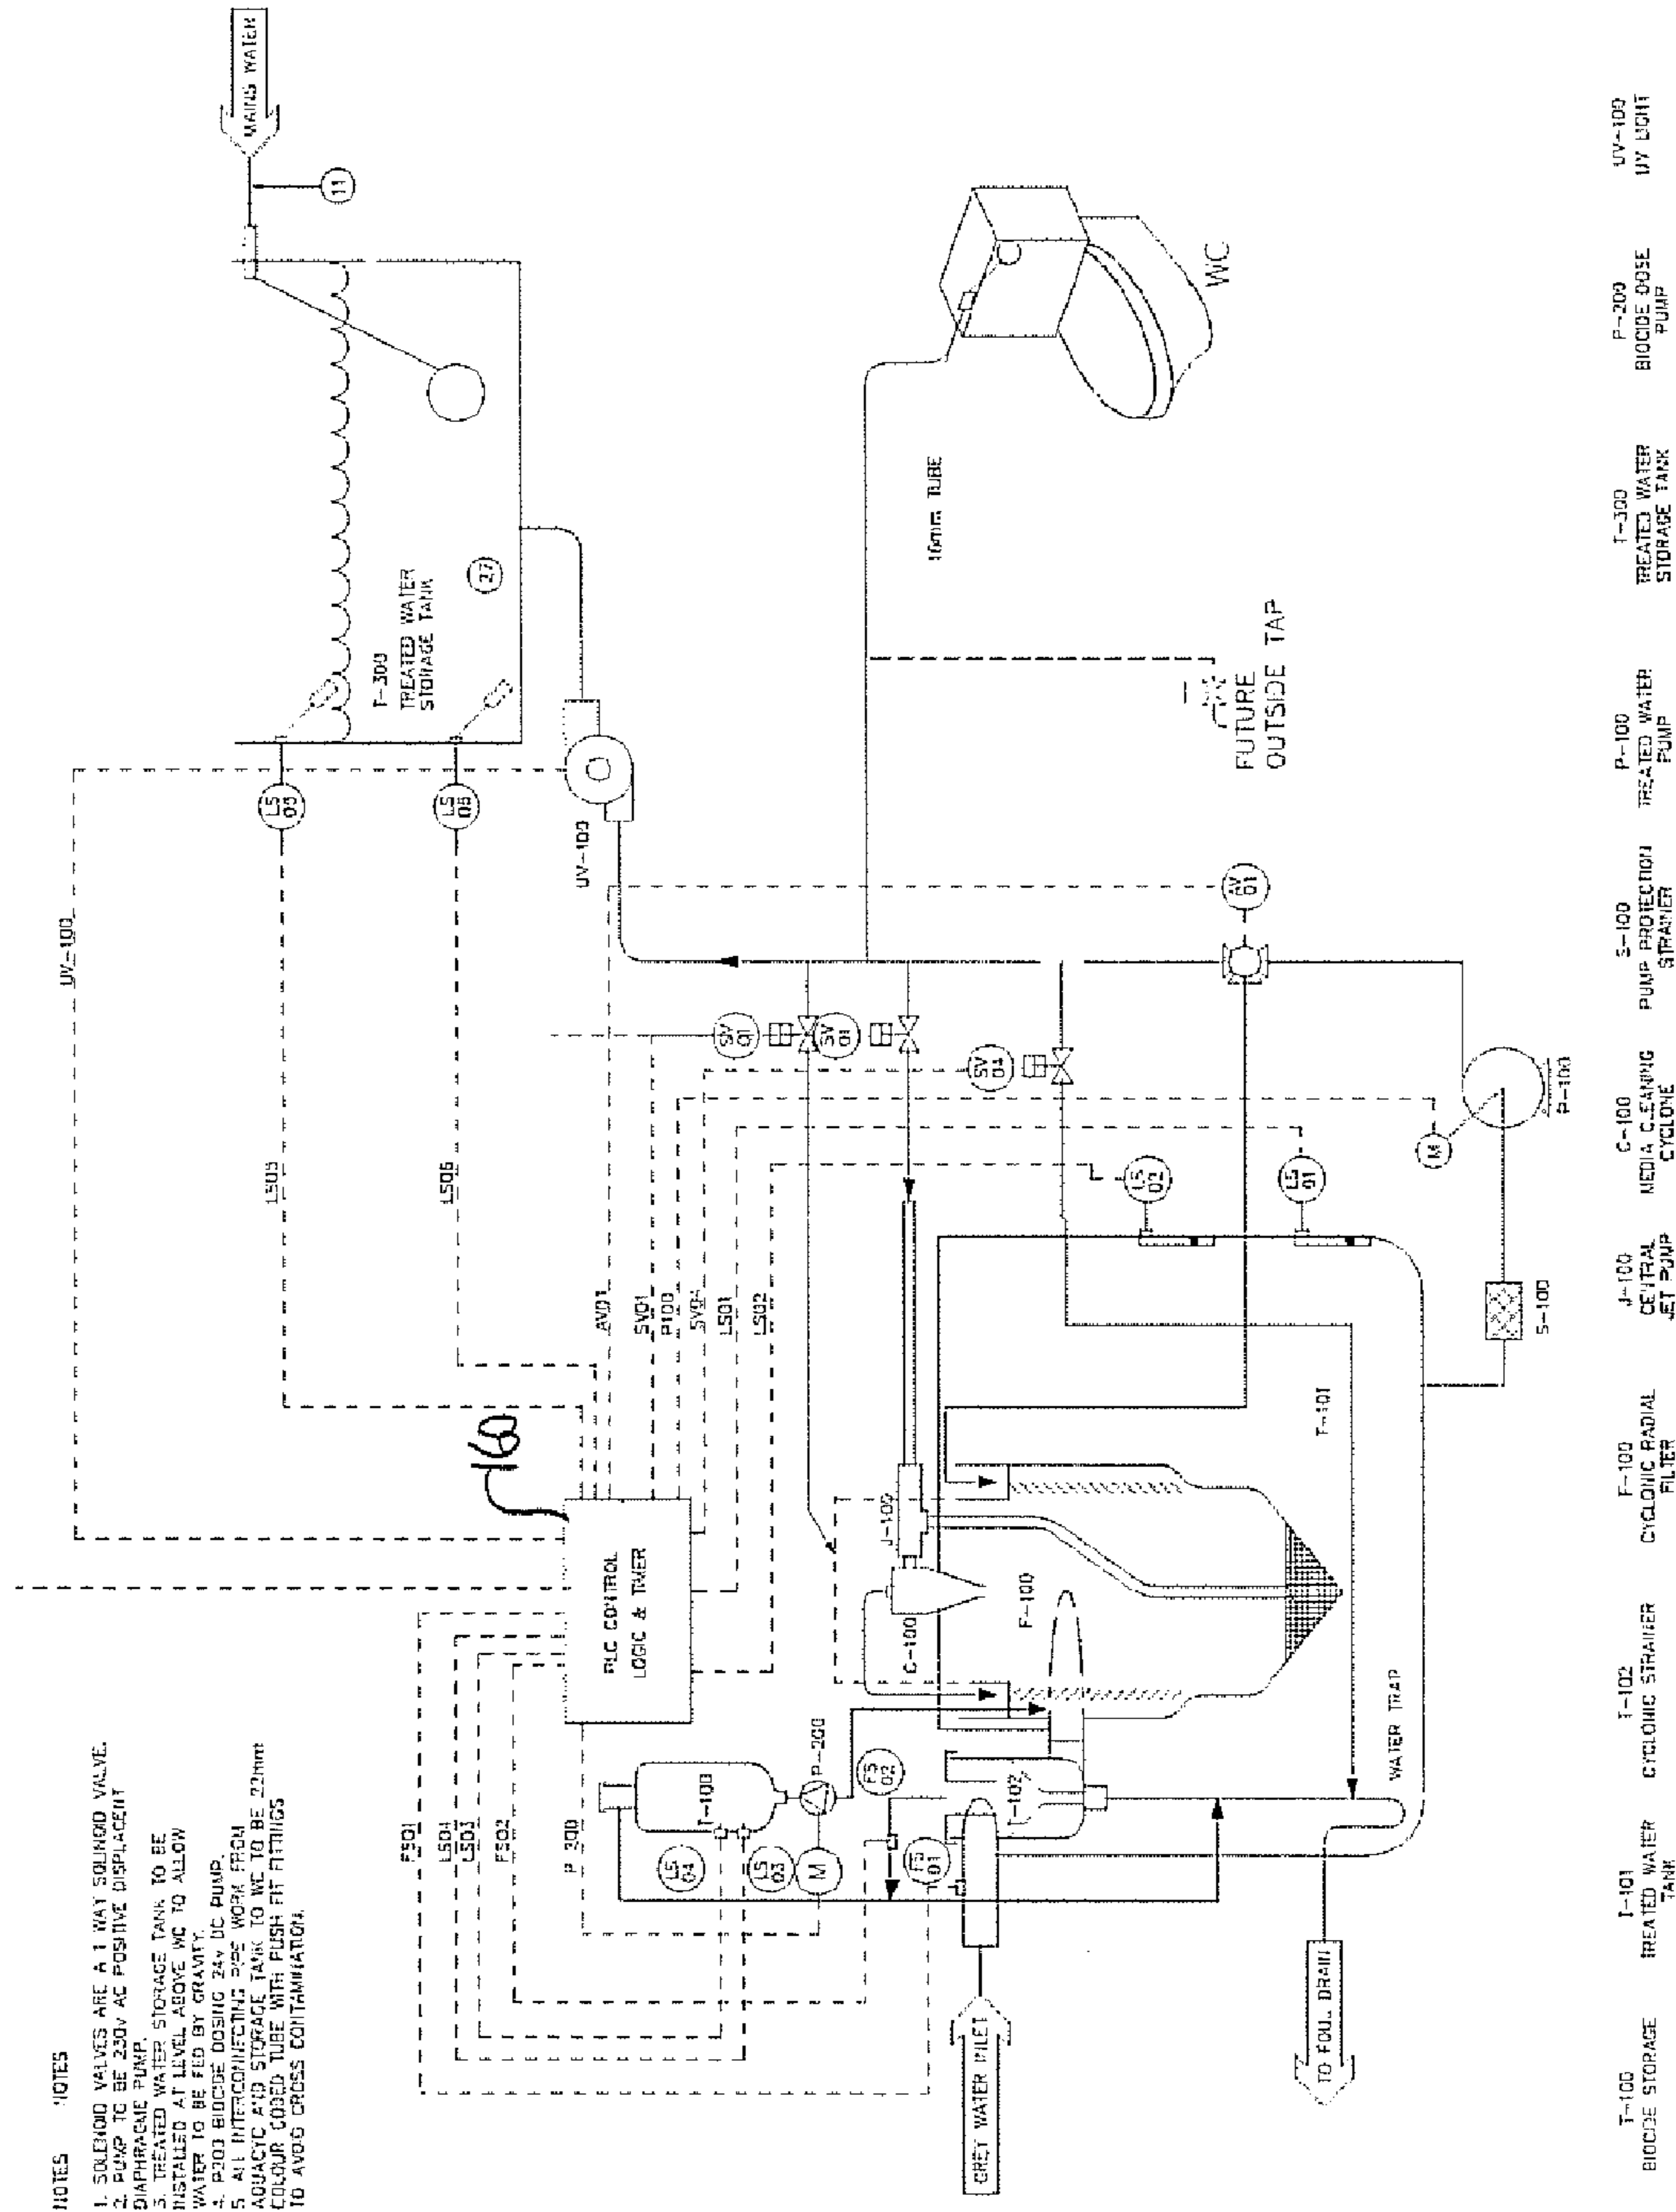 NOTES NOTES
1. SOLENOID VALVES ARE A 1 WAY SOLINOID VALVE.
2. PUMP TO BE 230v AC POSITIVE DISPLACENT
DIAPHRAGME PUMP.
3. TREATED WATER STORAGE TANK TO BE
INSTALLED AT LEVEL ABOVE WC TO ALLOW
WATER TO BE FED BY GRAVITY.
4. P200 BIOCIDE DOSING 24v DC PUMP.
5. ALL INTERCONNECTING PIPE WORK FROM
AQUACYC AND STORAGE TANK TO WC TO BE 22mm
COLOUR CODED TUBE WITH PUSH FIT FITTINGS
TO AVOID CROSS CONTAMINATION.
MAINS WATER
11
T-300
TREATED WATER
STORAGE TANK
27
UV-100
LS
05
LS
06
LS05
LS06
UV-100
160
PLC CONTROL
LOGIC & TIMER
AV01
SV01
P100
SV04
LS01
LS02
FS01
LS04
LS03
FS02
P 200
SV
01
SV
01
SV
04
AV
01
16mm TUBE
WC
FUTURE
OUTSIDE TAP
T-100
P-200
LS
04
LS
03
M
FS
02
FS
01
T-102
C-100
J-100
F-100
LS
02
LS
01
M
P-100
S-100
T-101
WATER TRAP
GREY WATER INLET
TO FOUL DRAIN
T-100
BIOCIDE STORAGE
T-101
TREATED WATER
TANK
T-102
CYCLONIC STRAINER
F-100
CYCLONIC RADIAL
FILTER
J-100
CENTRAL
JET PUMP
C-100
MEDIA CLEANING
CYCLONE
S-100
PUMP PROTECTION
STRAINER
P-100
TREATED WATER
PUMP
T-300
TREATED WATER
STORAGE TANK
P-200
BIOCIDE DOSE
PUMP
UV-100
UV LIGHT